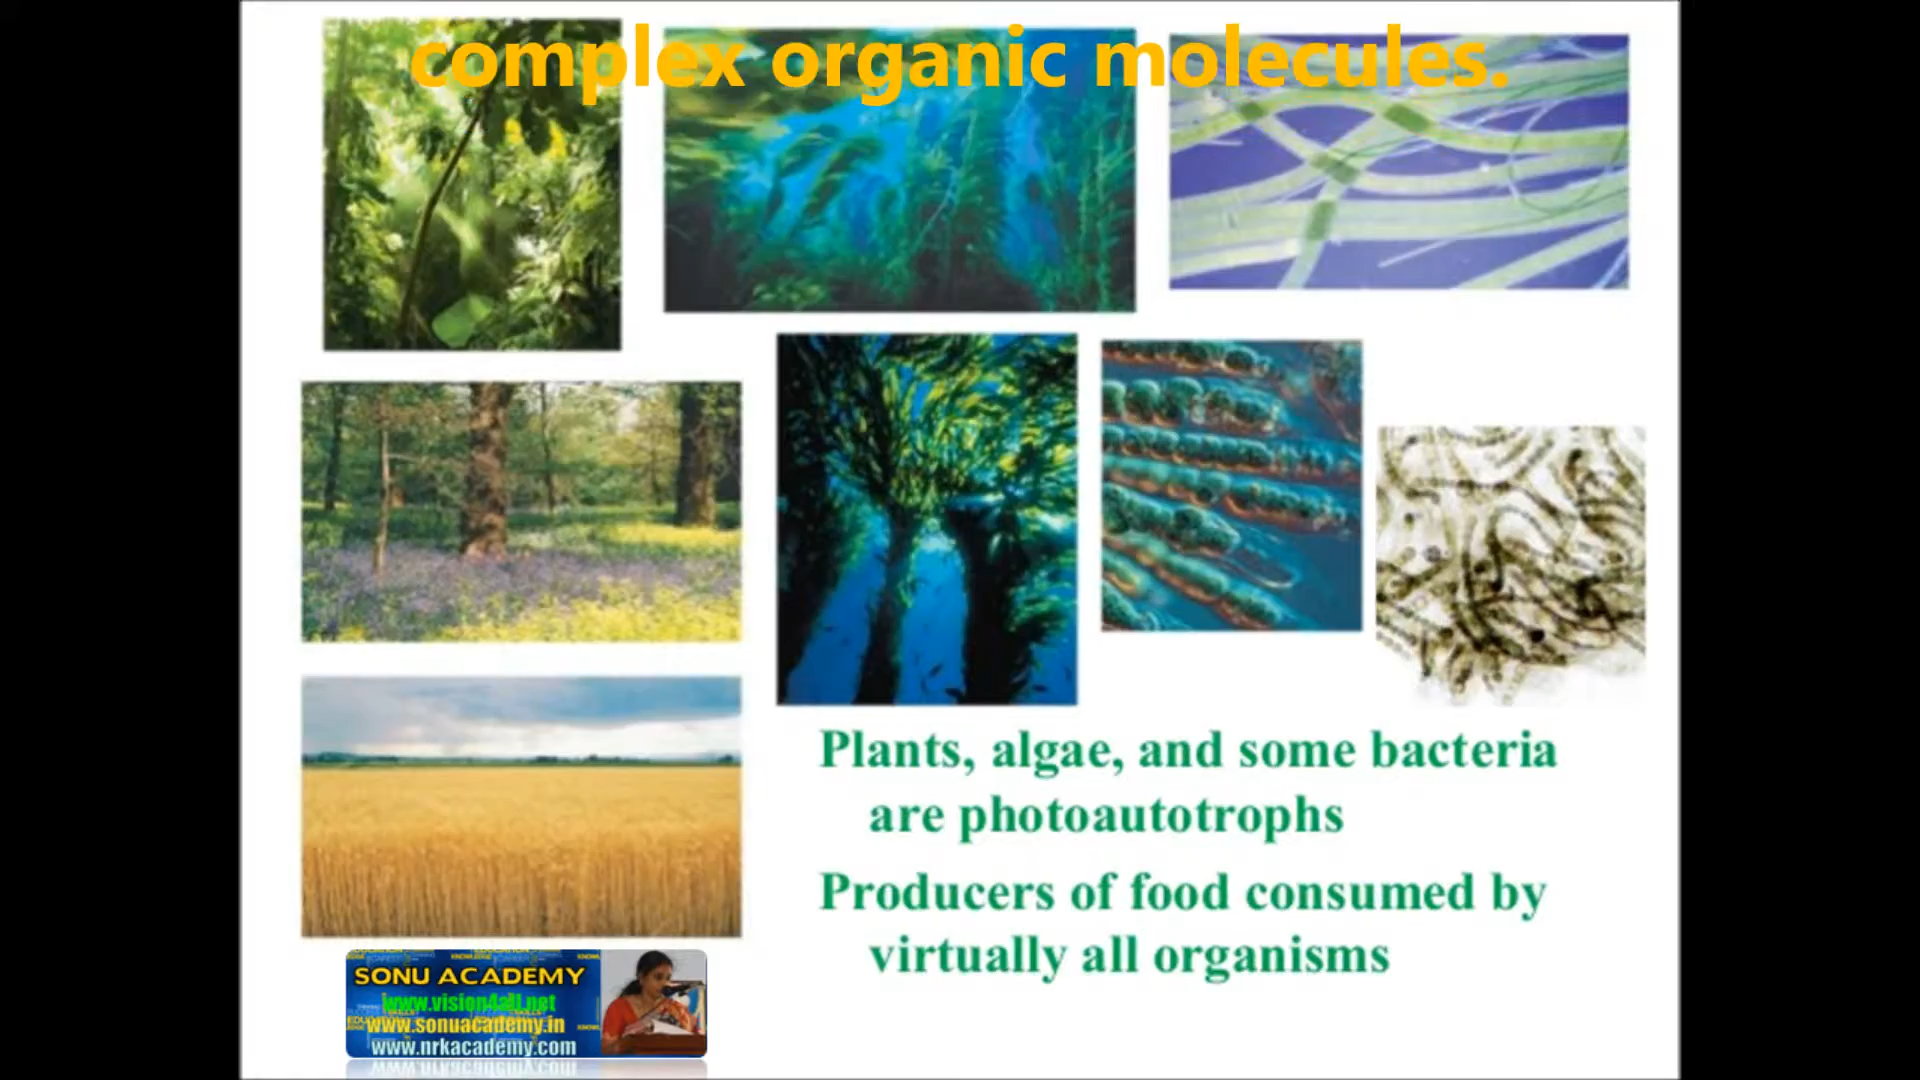 complex organic molecules.
Plants, algae, and some bacteria
are photoautotrophs
Producers of food consumed by
virtually all organisms
SONU ACADEMY
www.vision4all.net
www.sonuacademy.in
www.nrkacademy.com